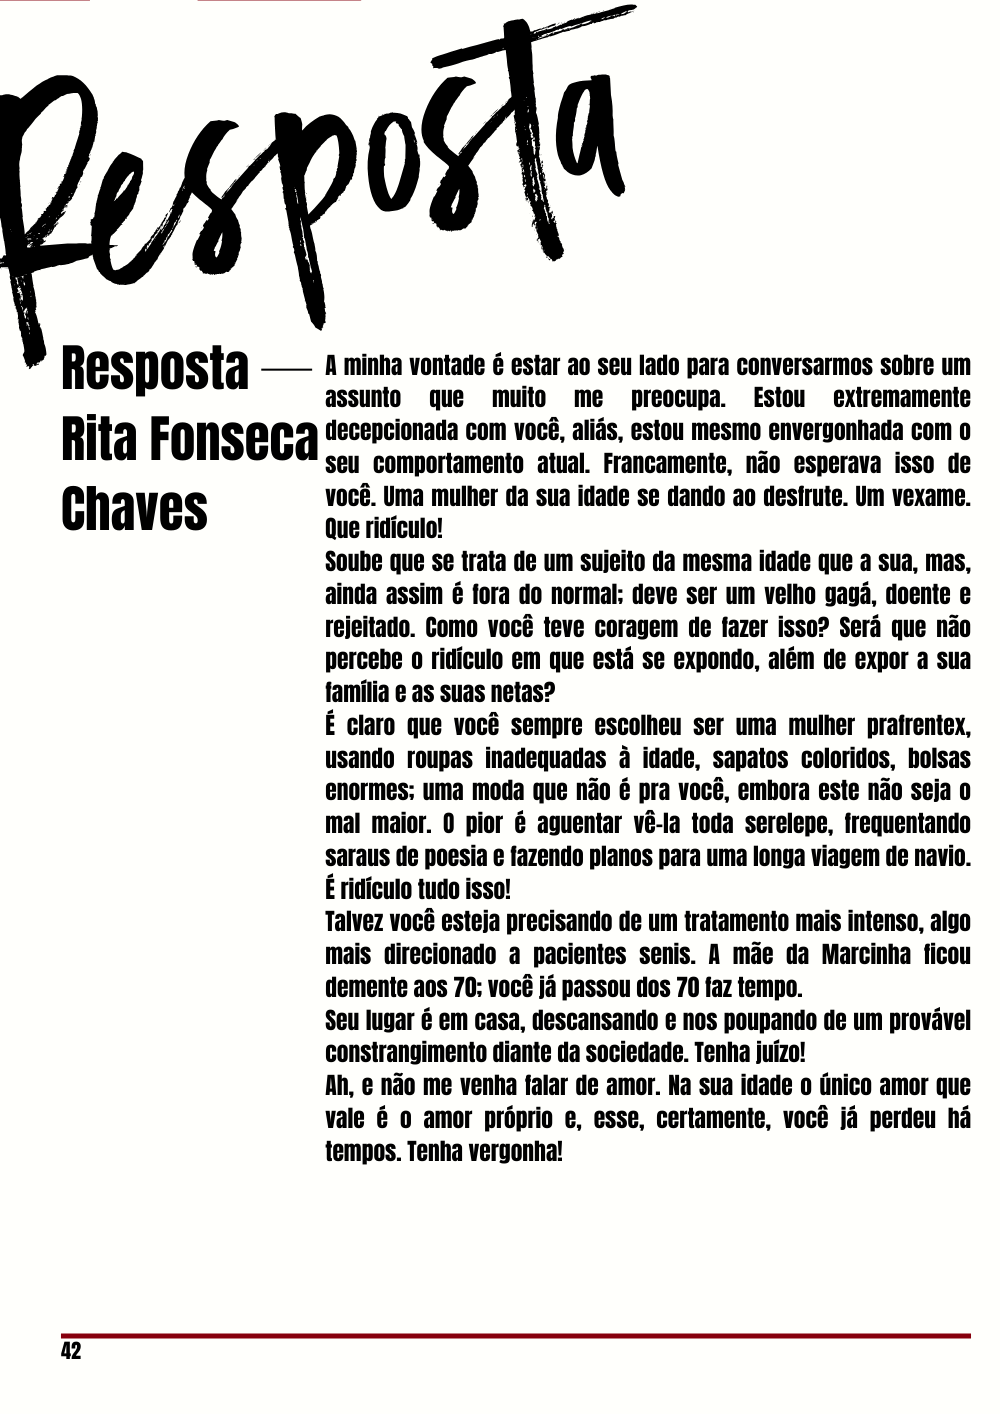 Resposta
Resposta
Rita Fonseca
Chaves
A minha vontade é estar ao seu lado para conversarmos sobre um
assunto que muito me preocupa. Estou extremamente
decepcionada com você, aliás, estou mesmo envergonhada com o
seu comportamento atual. Francamente, não esperava isso de
você. Uma mulher da sua idade se dando ao desfrute. Um vexame.
Que ridículo!
Soube que se trata de um sujeito da mesma idade que a sua, mas,
ainda assim é fora do normal; deve ser um velho gagá, doente e
rejeitado. Como você teve coragem de fazer isso? Será que não
percebe o ridículo em que está se expondo, além de expor a sua
família e as suas netas?
É claro que você sempre escolheu ser uma mulher prafrentex,
usando roupas inadequadas à idade, sapatos coloridos, bolsas
enormes; uma moda que não é pra você, embora este não seja o
mal maior. O pior é aguentar vê-la toda serelepe, frequentando
saraus de poesia e fazendo planos para uma longa viagem de navio.
É ridículo tudo isso!
Talvez você esteja precisando de um tratamento mais intenso, algo
mais direcionado a pacientes senis. A mãe da Marcinha ficou
demente aos 70; você já passou dos 70 faz tempo.
Seu lugar é em casa, descansando e nos poupando de um provável
constrangimento diante da sociedade. Tenha juízo!
Ah, e não me venha falar de amor. Na sua idade o único amor que
vale é o amor próprio e, esse, certamente, você já perdeu há
tempos. Tenha vergonha!
42